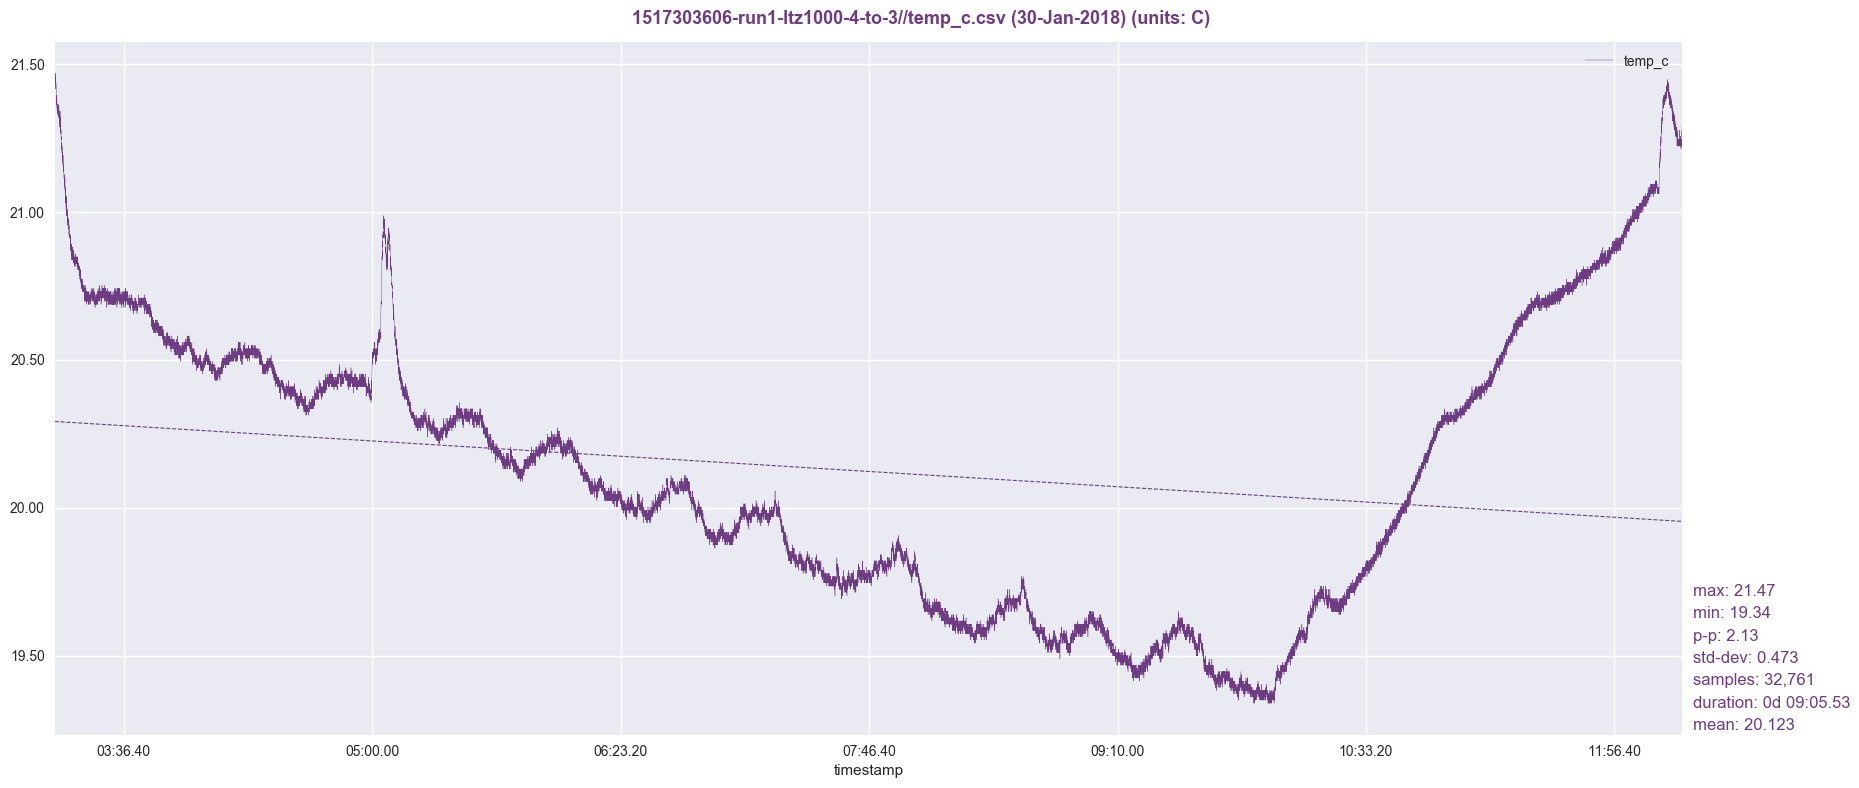 1517303606-run1-ltz1000-4-to-3//temp_c.csv (30-Jan-2018) (units: C)
temp_c
21.50
21.00
20.50
20.00
19.50
max: 21.47
min: 19.34
p-p: 2.13
std-dev: 0.473
samples: 32,761
duration: 0d 09:05.53
mean: 20.123
03:36.40 05:00.00 06:23.20 07:46.40 09:10.00 10:33.20 11:56.40
timestamp